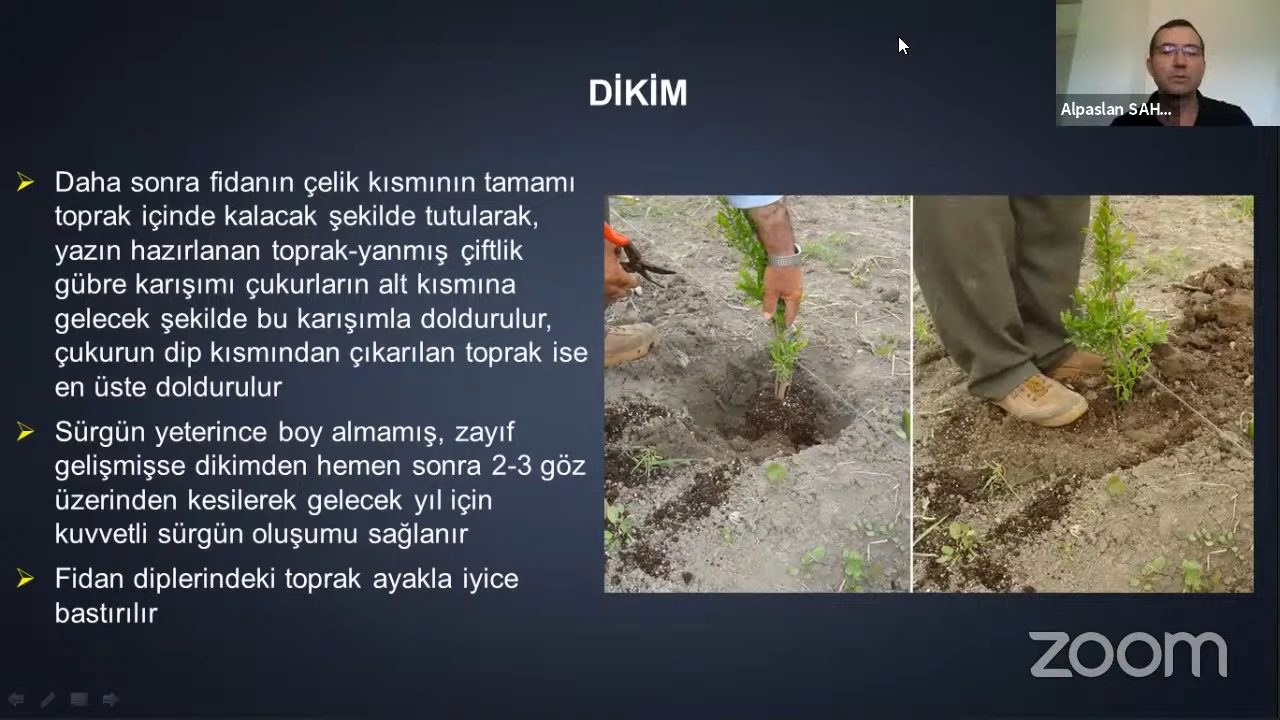 DİKİM
Alpaslan SAH...
Daha sonra fidanın çelik kısmının tamamı
toprak içinde kalacak şekilde tutularak,
yazın hazırlanan toprak-yanmış çiftlik
gübre karışımı çukurların alt kısmına
gelecek şekilde bu karışımla doldurulur,
çukurun dip kısmından çıkarılan toprak ise
en üste doldurulur
Sürgün yeterince boy almamış, zayıf
gelişmişse dikimden hemen sonra 2-3 göz
üzerinden kesilerek gelecek yıl için
kuvvetli sürgün oluşumu sağlanır
Fidan diplerindeki toprak ayakla iyice
bastırılır
zoom